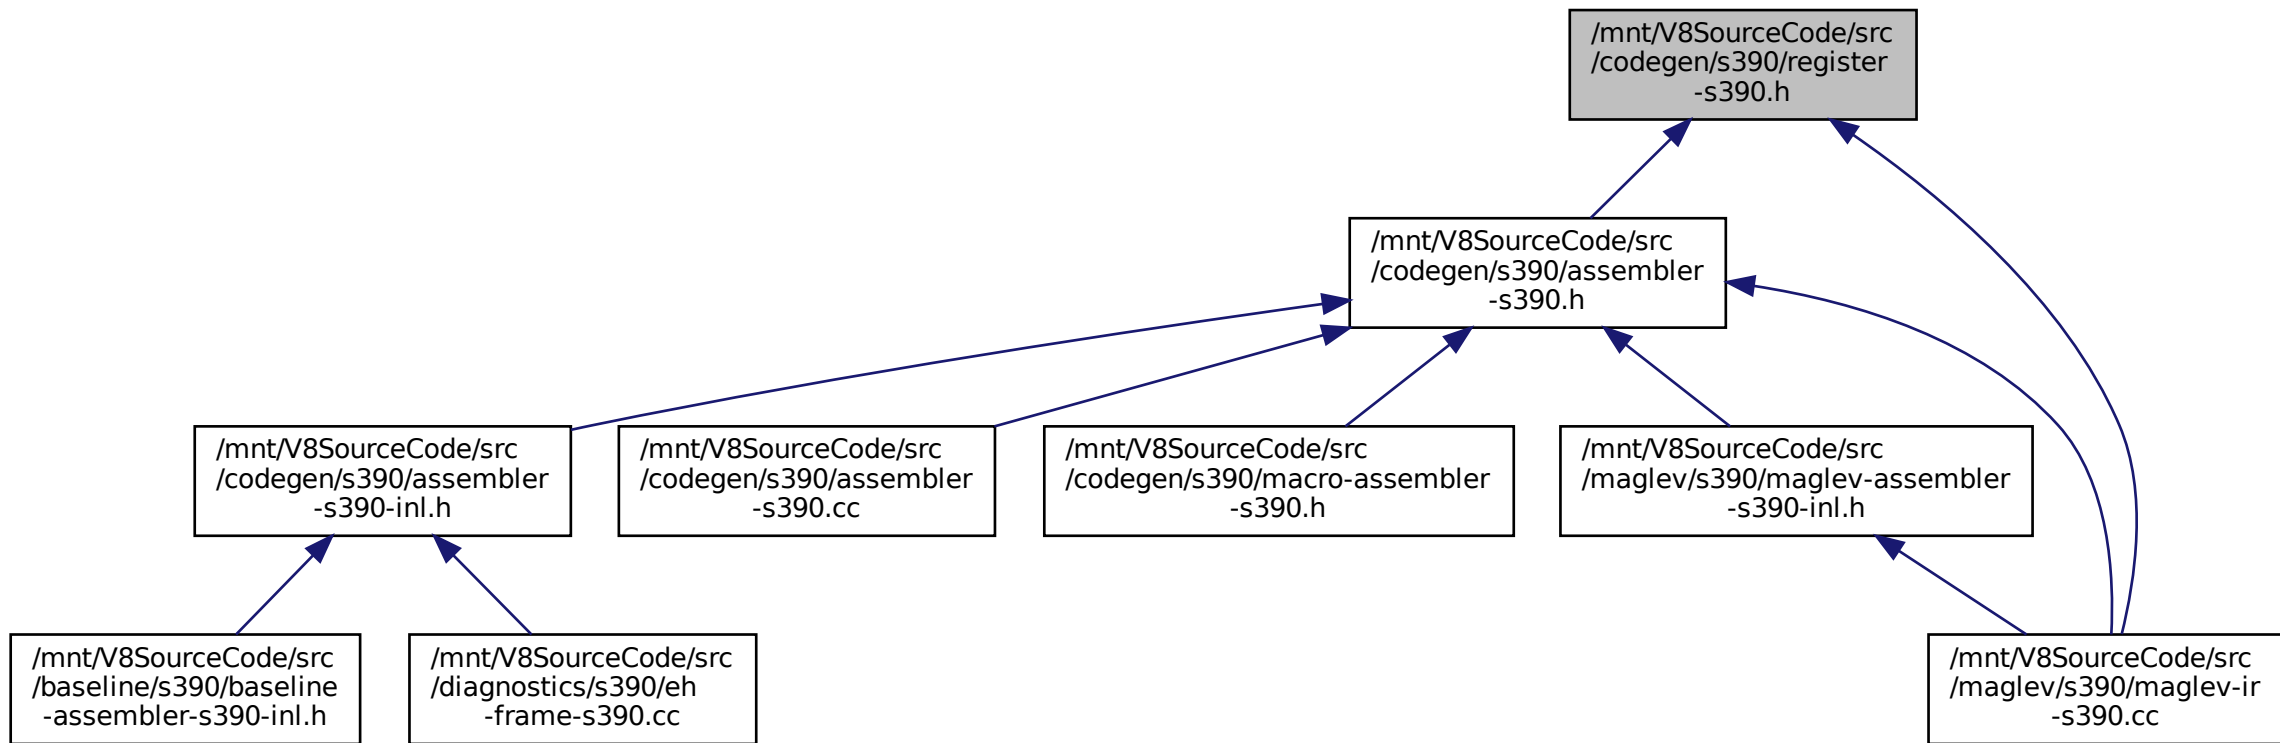 /mnt/V8SourceCode/src
/codegen/s390/register
-s390.h
/mnt/V8SourceCode/src
/codegen/s390/assembler
-s390.h
/mnt/V8SourceCode/src
/codegen/s390/assembler
-s390-inl.h
/mnt/V8SourceCode/src
/codegen/s390/assembler
-s390.cc
/mnt/V8SourceCode/src
/codegen/s390/macro-assembler
-s390.h
/mnt/V8SourceCode/src
/maglev/s390/maglev-assembler
-s390-inl.h
/mnt/V8SourceCode/src
/baseline/s390/baseline
-assembler-s390-inl.h
/mnt/V8SourceCode/src
/diagnostics/s390/eh
-frame-s390.cc
/mnt/V8SourceCode/src
/maglev/s390/maglev-ir
-s390.cc